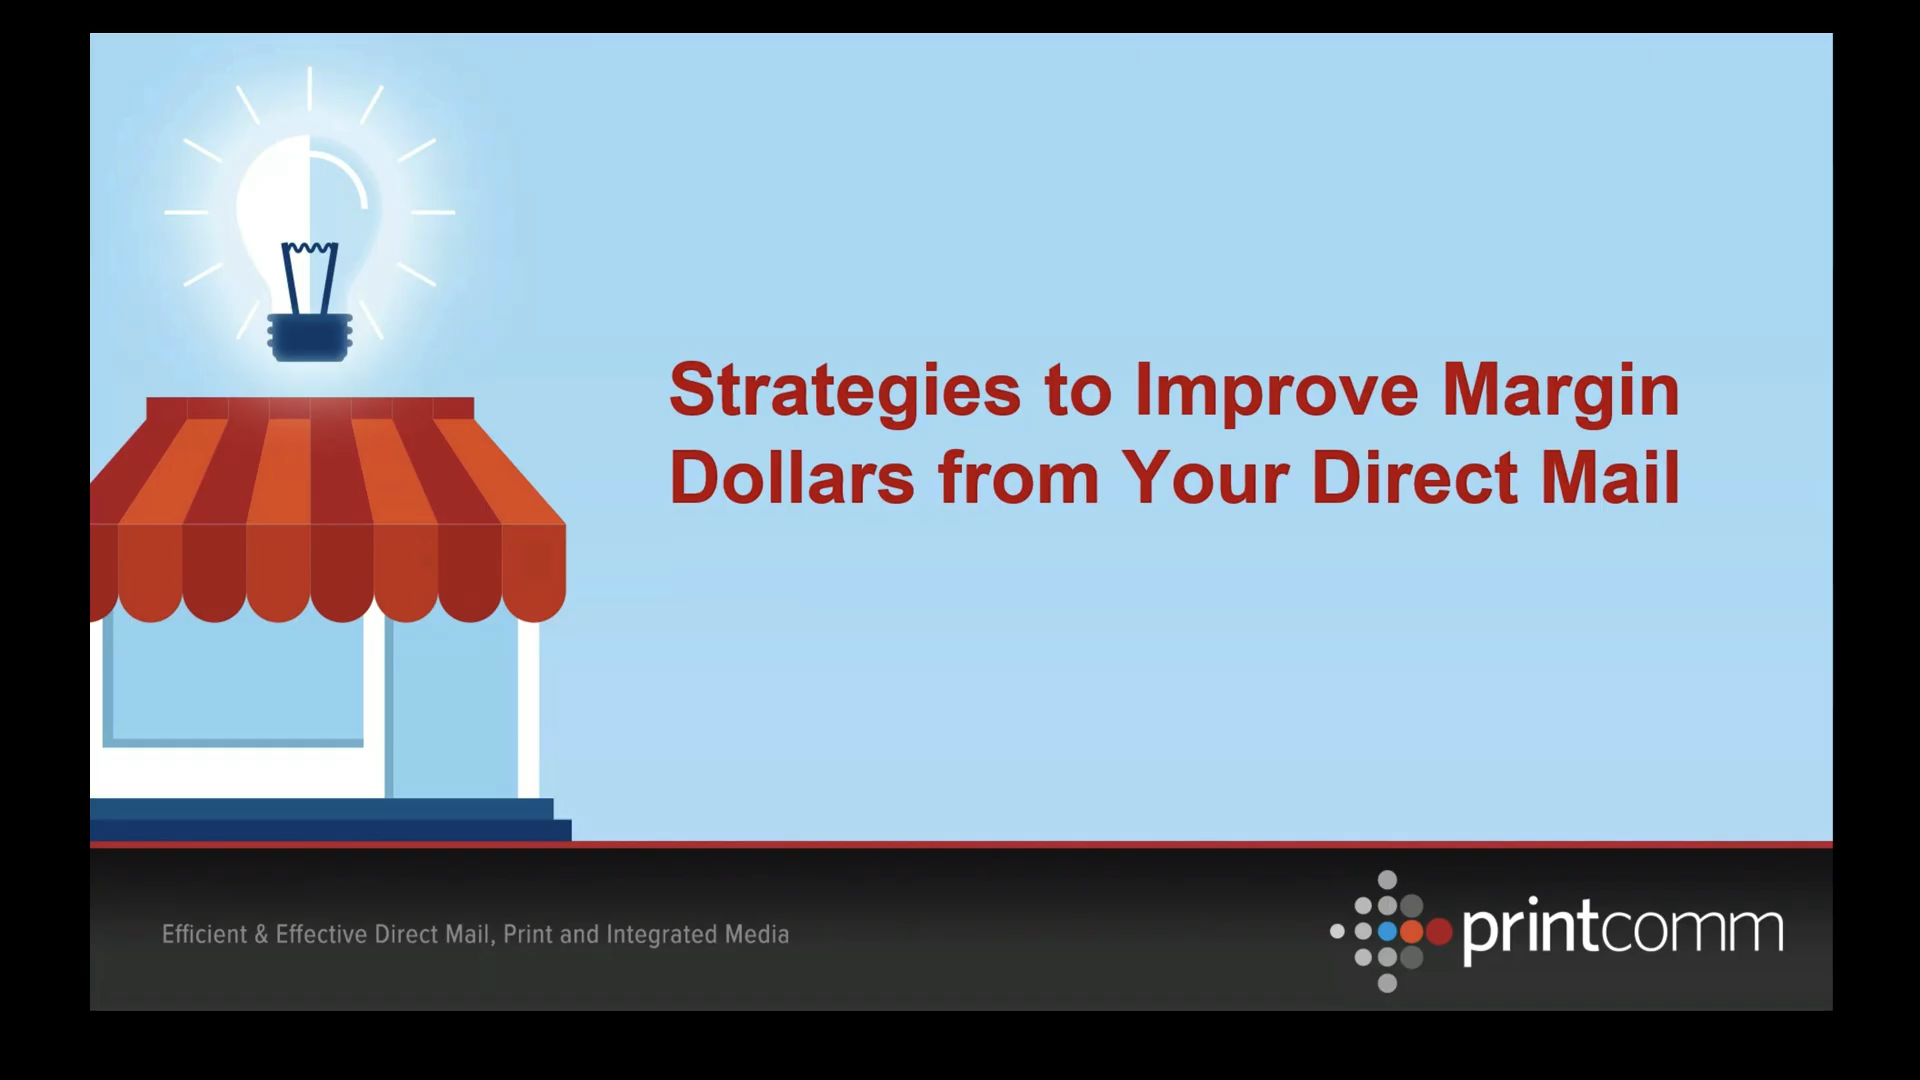 Strategies to Improve Margin
Dollars from Your Direct Mail
Efficient & Effective Direct Mail, Print and Integrated Media
printcomm